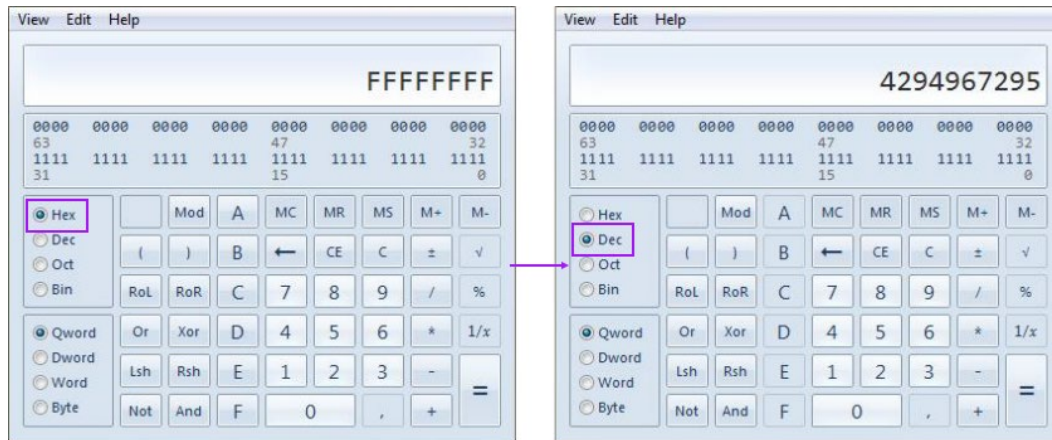 View Edit Help
FFFFFFFF
0000 0000 0000 0000 0000 0000 0000 0000
63 47 32
1111 1111 1111 1111 1111 1111 1111 1111
31 15 0
Hex
Dec
Oct
Bin
Qword
Dword
Word
Byte
Mod A MC MR MS M+ M-
( ) B ← CE C ± √
RoL RoR C 7 8 9 / %
Or Xor D 4 5 6 * 1/x
Lsh Rsh E 1 2 3 - =
Not And F 0 , +
View Edit Help
4294967295
0000 0000 0000 0000 0000 0000 0000 0000
63 47 32
1111 1111 1111 1111 1111 1111 1111 1111
31 15 0
Hex
Dec
Oct
Bin
Qword
Dword
Word
Byte
Mod A MC MR MS M+ M-
( ) B ← CE C ± √
RoL RoR C 7 8 9 / %
Or Xor D 4 5 6 * 1/x
Lsh Rsh E 1 2 3 - =
Not And F 0 , +